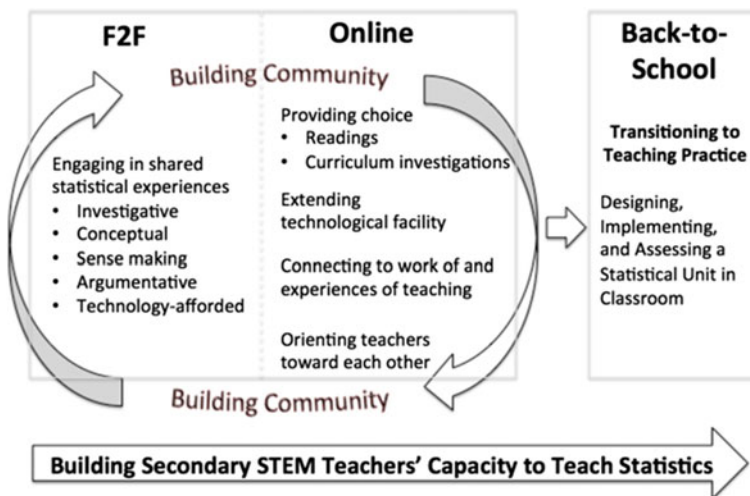 F2F
Online
Building Community
Engaging in shared
statistical experiences
• Investigative
• Conceptual
• Sense making
• Argumentative
• Technology-afforded
Providing choice
• Readings
• Curriculum investigations
Extending
technological facility
Connecting to work of and
experiences of teaching
Orienting teachers
toward each other
Building Community
Back-to-
School
Transitioning to
Teaching Practice
Designing,
Implementing,
and Assessing a
Statistical Unit in
Classroom
Building Secondary STEM Teachers’ Capacity to Teach Statistics